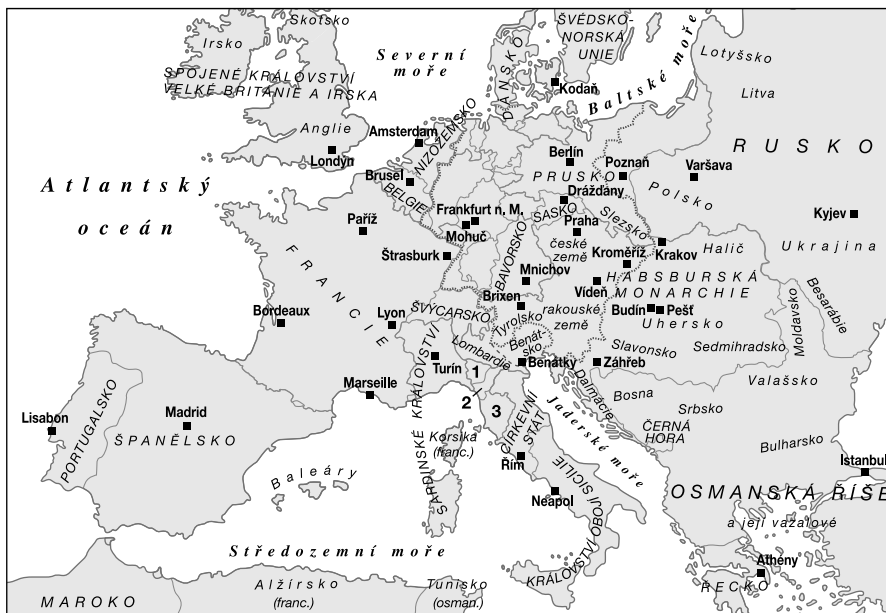 Skotsko
Irsko
SPOJENÉ KRÁLOVSTVÍ
VELKÉ BRITÁNIE A IRSKA
Anglie
Londýn
Severní
moře
DÁNSKO
ŠVÉDSKO-
NORSKÁ
UNIE
Kodaň
Baltské moře
Lotyšsko
Litva
RUSKO
Atlantský
oceán
Amsterdam
NIZOZEMSKO
Brusel
BELGIE
Berlín
PRUSKO
Poznaň
Varšava
Polsko
Drážďany
SASKO
Slezsko
Kyjev
Ukrajina
Paříž
Frankfurt n, M.
Mohuč
Praha
české
země
Kroměříž
Krakov
Halič
Štrasburk
BAVORSKO
Mnichov
HABSBURSKÁ
MONARCHIE
Vídeň
FRANCIE
Brixen
Tyrolsko
rakouské
země
Budín
Pešť
Uhersko
Moldavsko
Besarábie
Bordeaux
Lyon
ŠVÝCARSKO
Lombardie
Benát-
sko
Benátky
Záhřeb
Slavonsko
Sedmihradsko
Turín
1
2
3
Marseille
SARDINSKÉ KRÁLOVSTVÍ
CÍRKEVNÍ
STÁT
Dalmácie
Jaderské moře
Bosna
Srbsko
Valašsko
ČERNÁ
HORA
Bulharsko
Lisabon
PORTUGALSKO
Madrid
ŠPANĚLSKO
Baleáry
Korsika
(franc.)
Řím
Neapol
KRÁLOVSTVÍ OBOJÍ SICÍLIE
Istanbul
OSMANSKÁ ŘÍŠE
a její vazalové
Athény
ŘECKO
Středozemní moře
MAROKO
Alžírsko
(franc.)
Tunisko
(osman.)